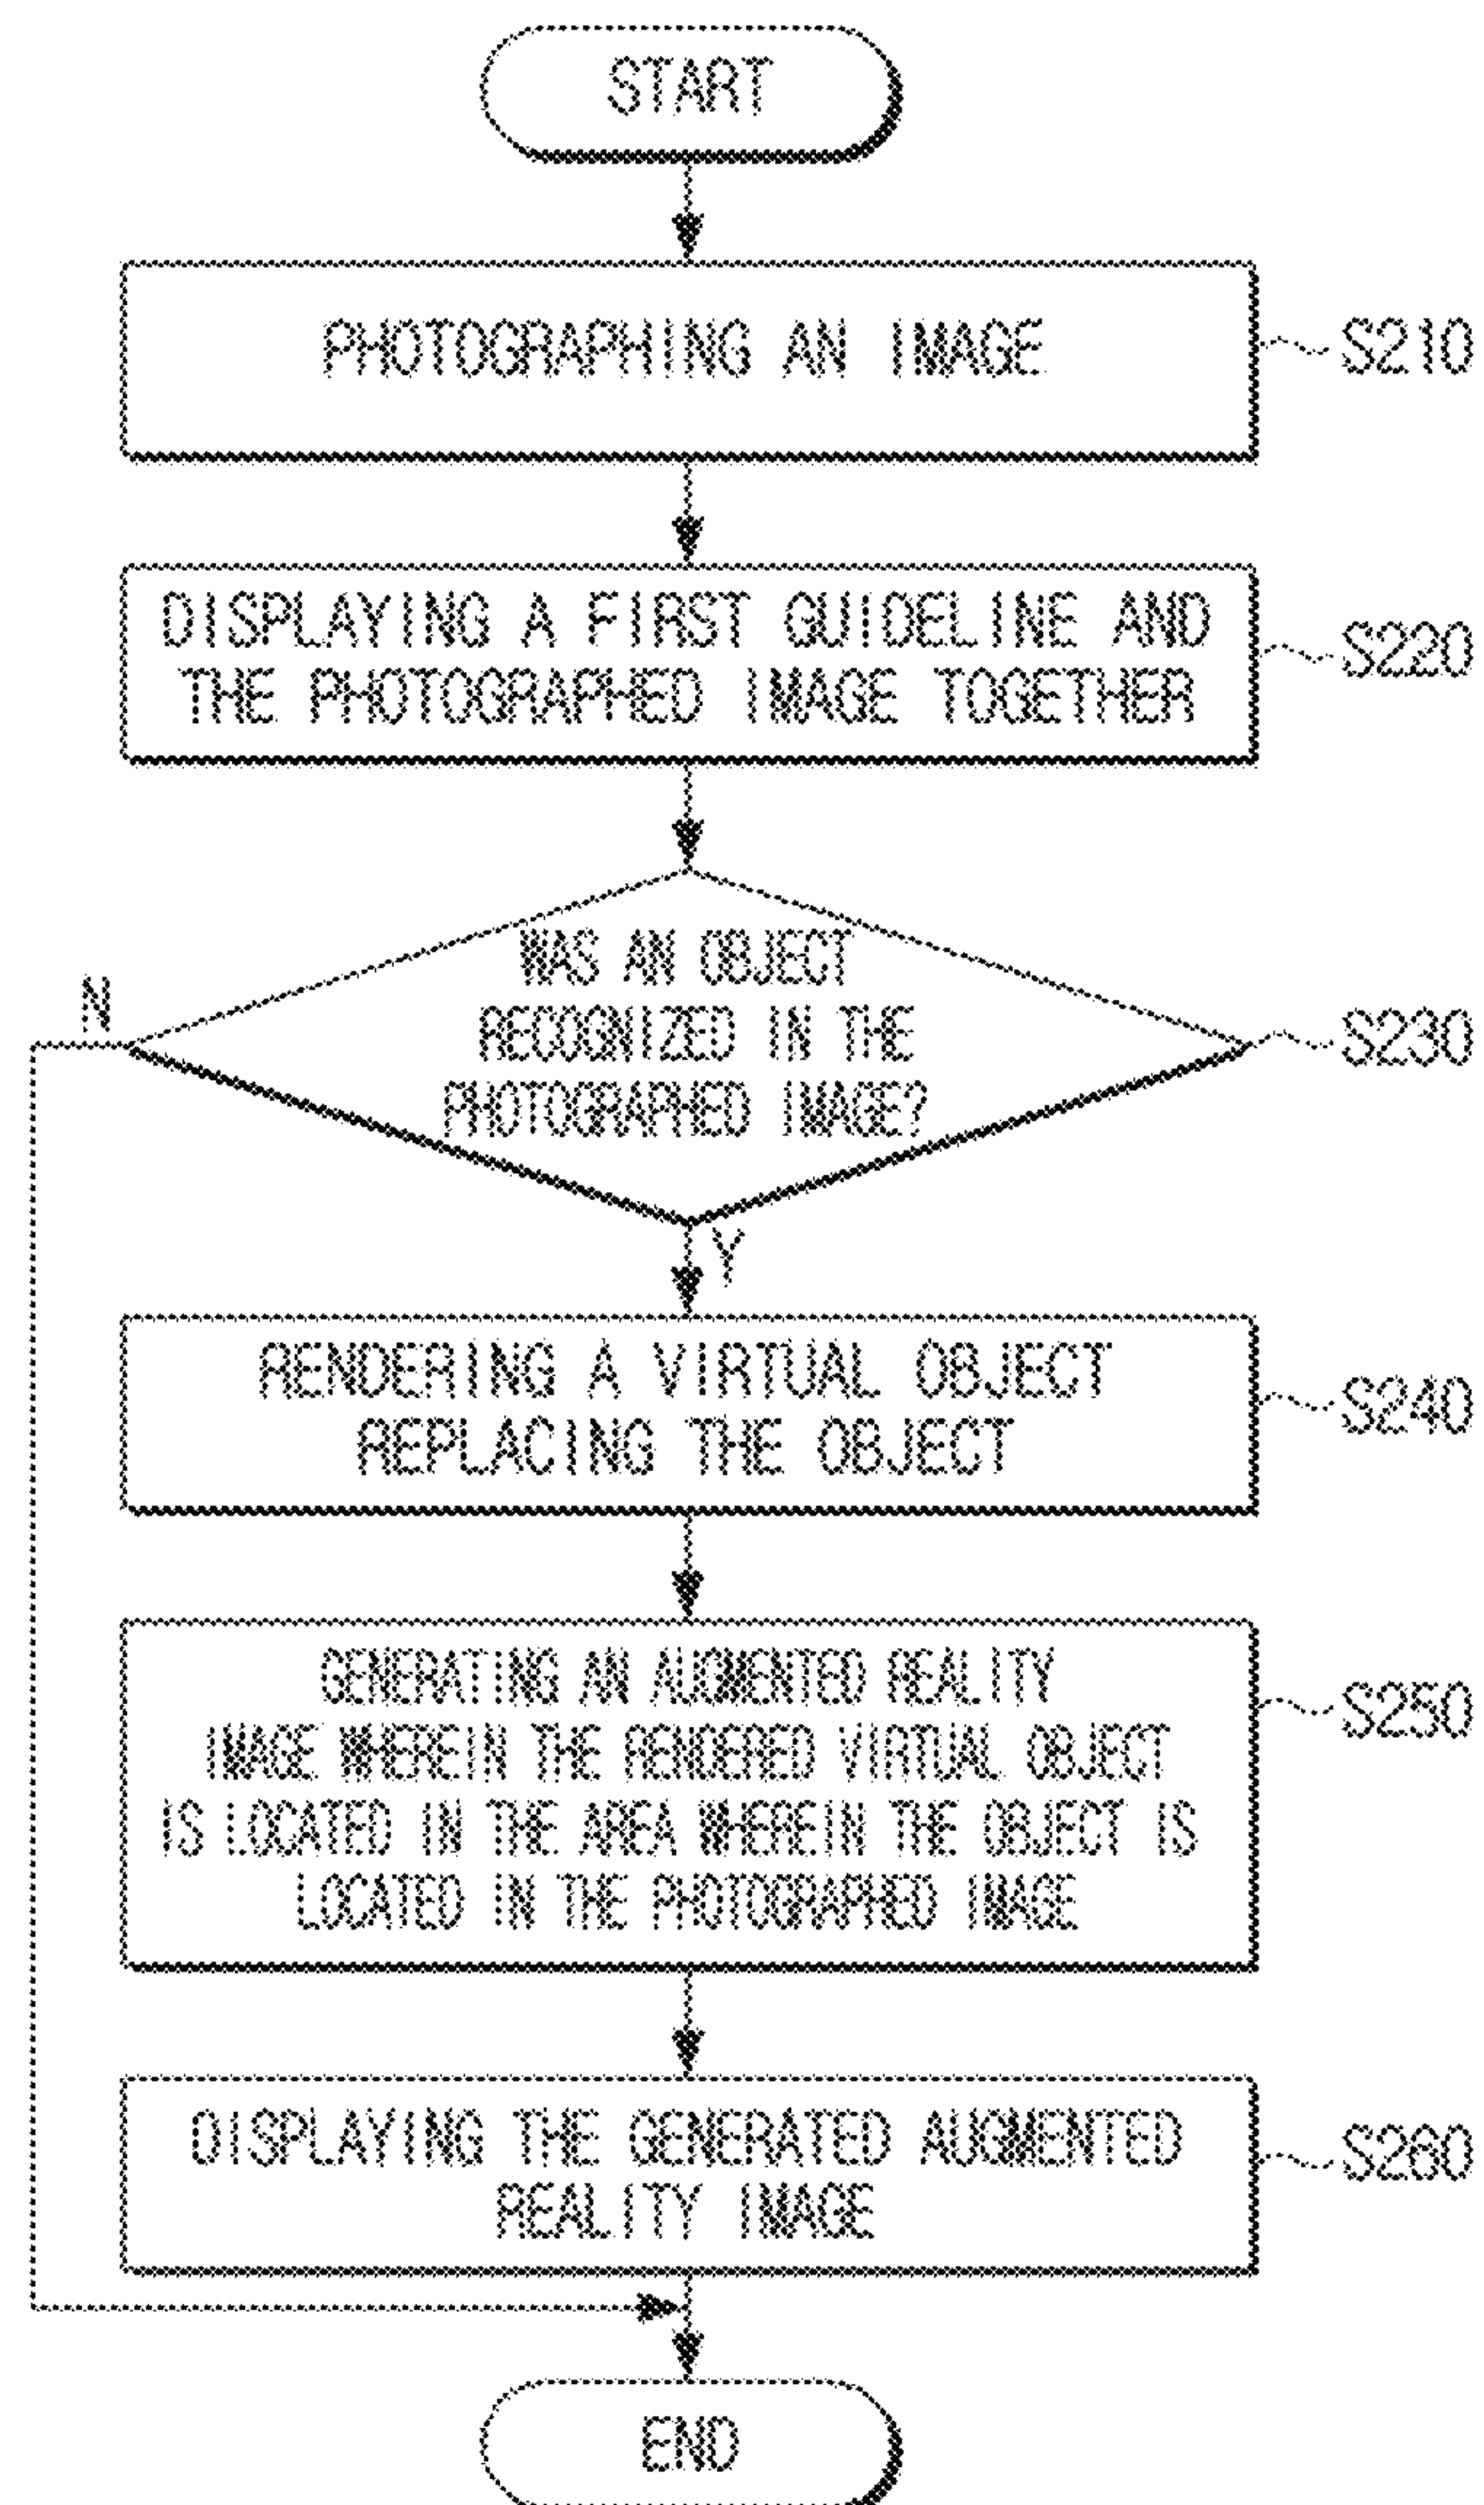 START
PHOTOGRAPHING AN IMAGE
S210
DISPLAYING A FIRST GUIDELINE AND
THE PHOTOGRAPHED IMAGE TOGETHER
S220
WAS AN OBJECT
RECOGNIZED IN THE
PHOTOGRAPHED IMAGE?
S230
N
Y
RENDERING A VIRTUAL OBJECT
REPLACING THE OBJECT
S240
GENERATING AN AUGMENTED REALITY
IMAGE WHEREIN THE RENDERED VIRTUAL OBJECT
IS LOCATED IN THE AREA WHEREIN THE OBJECT IS
LOCATED IN THE PHOTOGRAPHED IMAGE
S250
DISPLAYING THE GENERATED AUGMENTED
REALITY IMAGE
S260
END